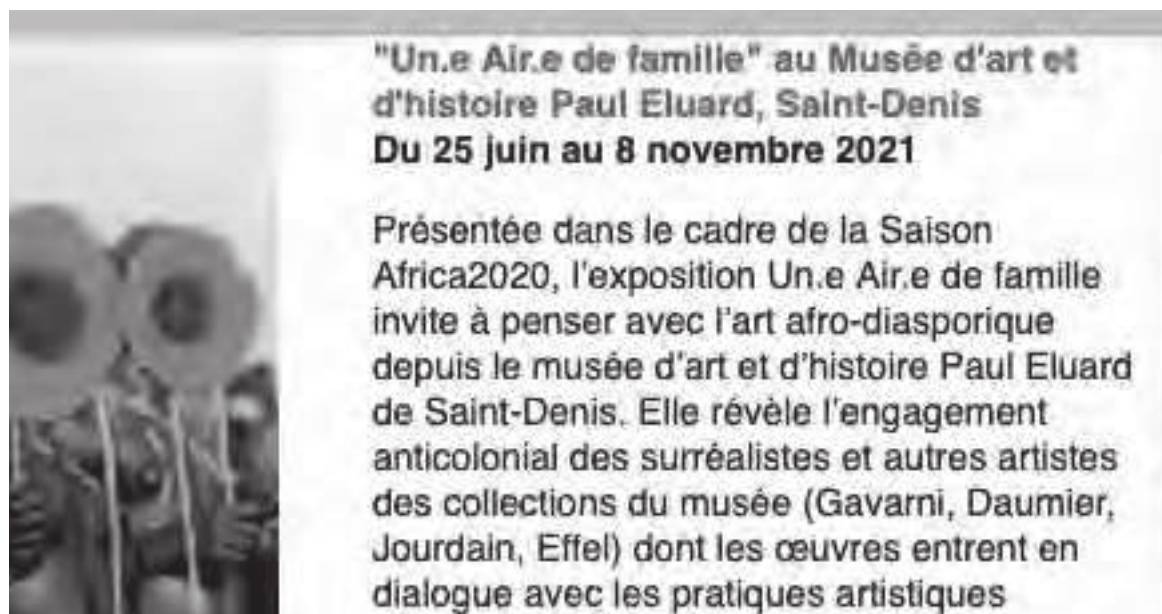 "Un.e Air.e de famille" au Musée d'art et
d'histoire Paul Eluard, Saint-Denis
Du 25 juin au 8 novembre 2021
Présentée dans le cadre de la Saison
Africa2020, l'exposition Un.e Air.e de famille
invite à penser avec l'art afro-diasporique
depuis le musée d'art et d'histoire Paul Eluard
de Saint-Denis. Elle révèle l'engagement
anticolonial des surréalistes et autres artistes
des collections du musée (Gavarni, Daumier,
Jourdain, Effel) dont les œuvres entrent en
dialogue avec les pratiques artistiques